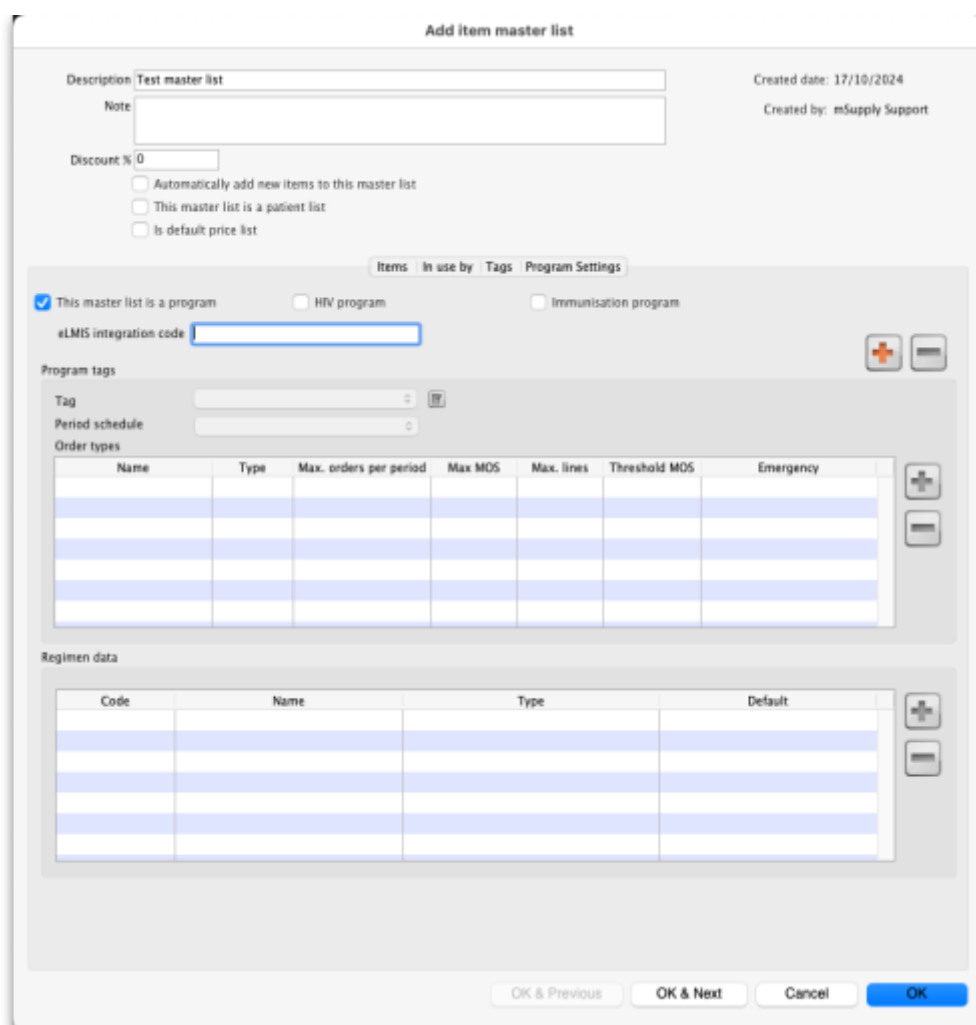 Add item master list
Description Test master list
Created date: 17/10/2024
Note
Created by: mSupply Support
Discount % 0
Automatically add new items to this master list
This master list is a patient list
Is default price list
Items In use by Tags Program Settings
This master list is a program HIV program Immunisation program
eLMIS integration code
Program tags
Tag
Period schedule
Order types
Name Type Max. orders per period Max MOS Max. lines Threshold MOS Emergency
Regimen data
Code Name Type Default
OK & Previous OK & Next Cancel OK